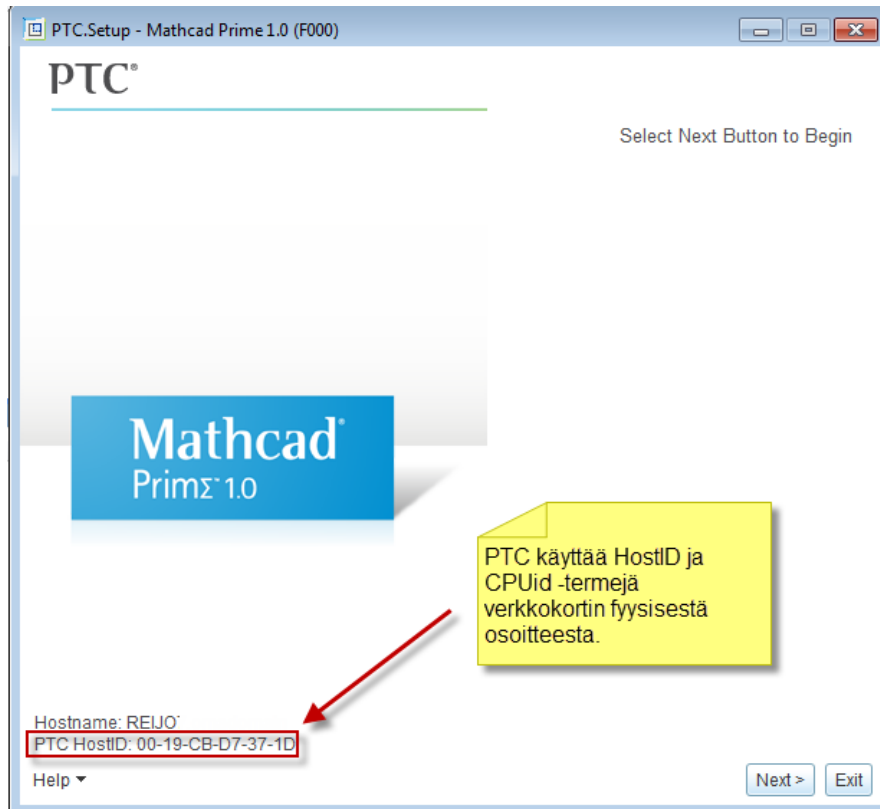 PTC.Setup - Mathcad Prime 1.0 (F000)
PTC®
Select Next Button to Begin
Mathcad®
PrimΣ™ 1.0
PTC käyttää HostID ja
CPUid -termejä
verkkokortin fyysisestä
osoitteesta.
Hostname: REIJO
PTC HostID: 00-19-CB-D7-37-1D
Help
Next >
Exit